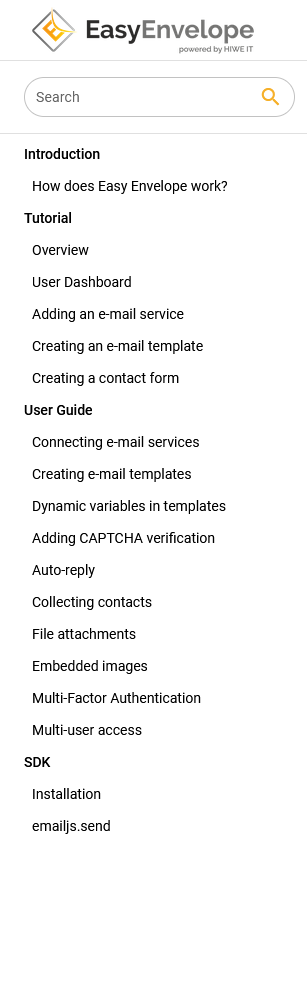 EasyEnvelope
powered by HIWE IT
Search
Introduction
How does Easy Envelope work?
Tutorial
Overview
User Dashboard
Adding an e-mail service
Creating an e-mail template
Creating a contact form
User Guide
Connecting e-mail services
Creating e-mail templates
Dynamic variables in templates
Adding CAPTCHA verification
Auto-reply
Collecting contacts
File attachments
Embedded images
Multi-Factor Authentication
Multi-user access
SDK
Installation
emailjs.send